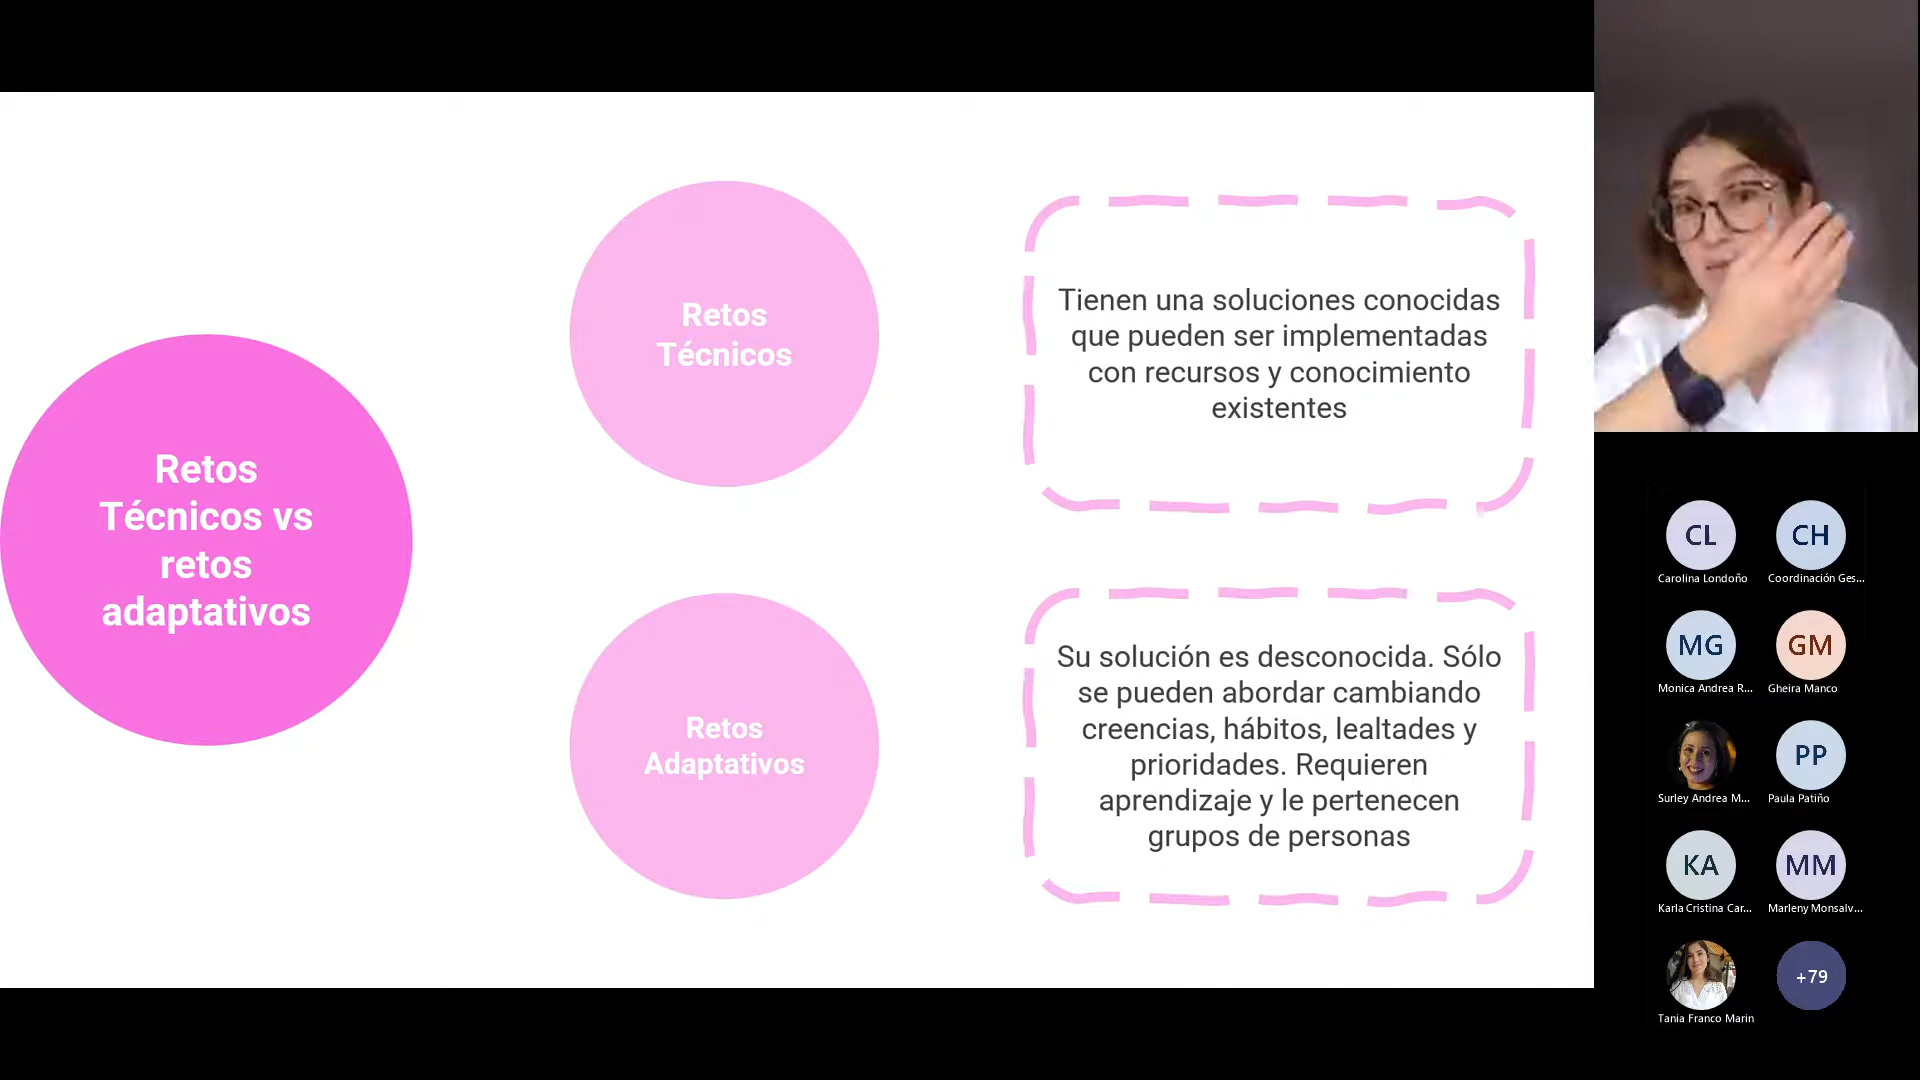 Retos
Técnicos vs
retos
adaptativos
Retos
Técnicos
Tienen una soluciones conocidas
que pueden ser implementadas
con recursos y conocimiento
existentes
Retos
Adaptativos
Su solución es desconocida. Sólo
se pueden abordar cambiando
creencias, hábitos, lealtades y
prioridades. Requieren
aprendizaje y le pertenecen
grupos de personas
CL
Carolina Londoño
CH
Coordinación Ges...
MG
Monica Andrea R...
GM
Gheira Manco
Surley Andrea M...
PP
Paula Patiño
KA
Karla Cristina Car...
MM
Marleny Monsalv...
Tania Franco Marin
+79